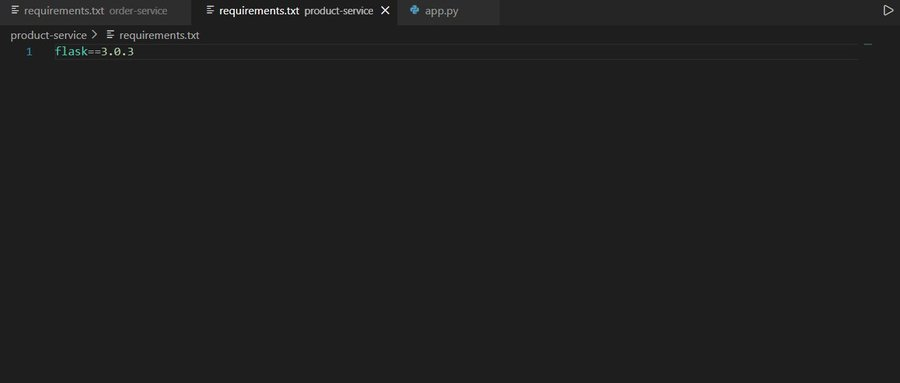 requirements.txt order-service requirements.txt product-service app.py
product-service > requirements.txt
1 flask==3.0.3